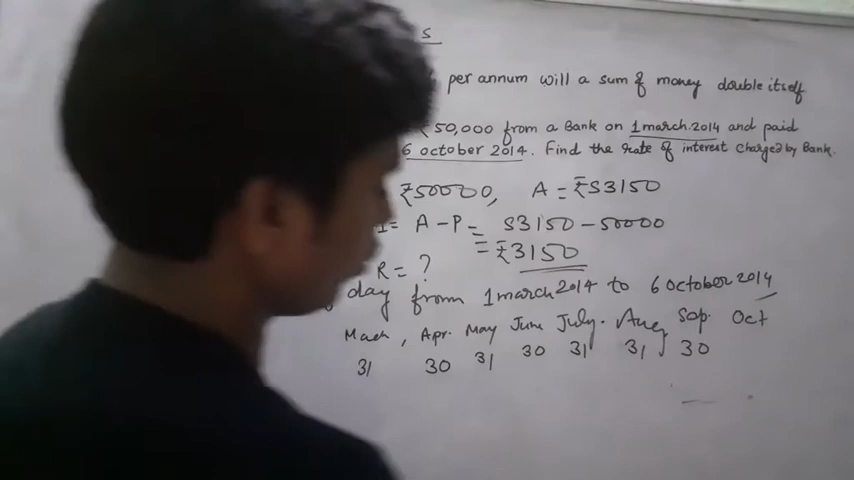 s
per annum will a sum of money double itself
₹ 50,000 from a Bank on 1 march 2014 and paid
6 october 2014. Find the rate of interest charged by Bank.
₹50000, A = ₹53150
I = A - P = 53150 - 50000
= ₹3150
R = ?
day from 1 march 2014 to 6 October 2014
March, Apr. May June July. Aug Sep. Oct
31 30 31 30 31 31 30